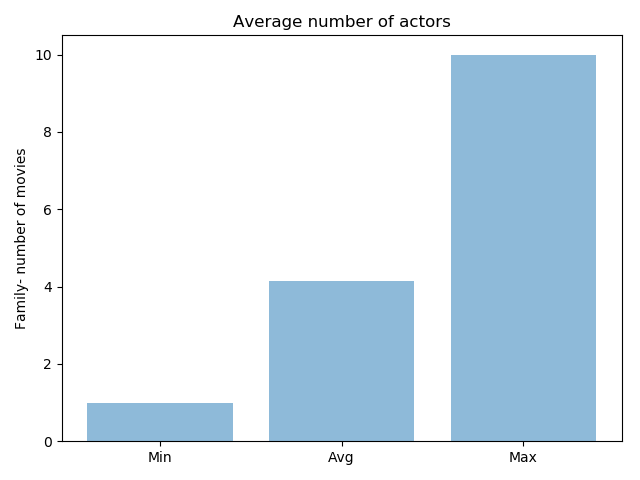 Average number of actors
Family- number of movies
10
8
6
4
2
0
Min
Avg
Max